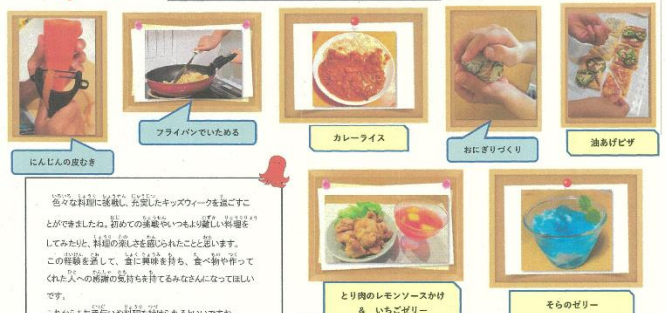 にんじんの皮むき
フライパンでいためる
カレーライス
おにぎりづくり
油あげピザ
色々な料理に挑戦し、充実したキッズウィークを過ごすこ
とができましたね。初めての挑戦やいつもより難しい料理を
してみたりと、料理の楽しさを感じられたことと思います。
この経験を通して、食に興味を持ち、食べ物や作って
くれた人への感謝の気持ちを持てるみなさんになってほしい
です。
とり肉のレモンソースかけ
& いちごゼリー
そらのゼリー